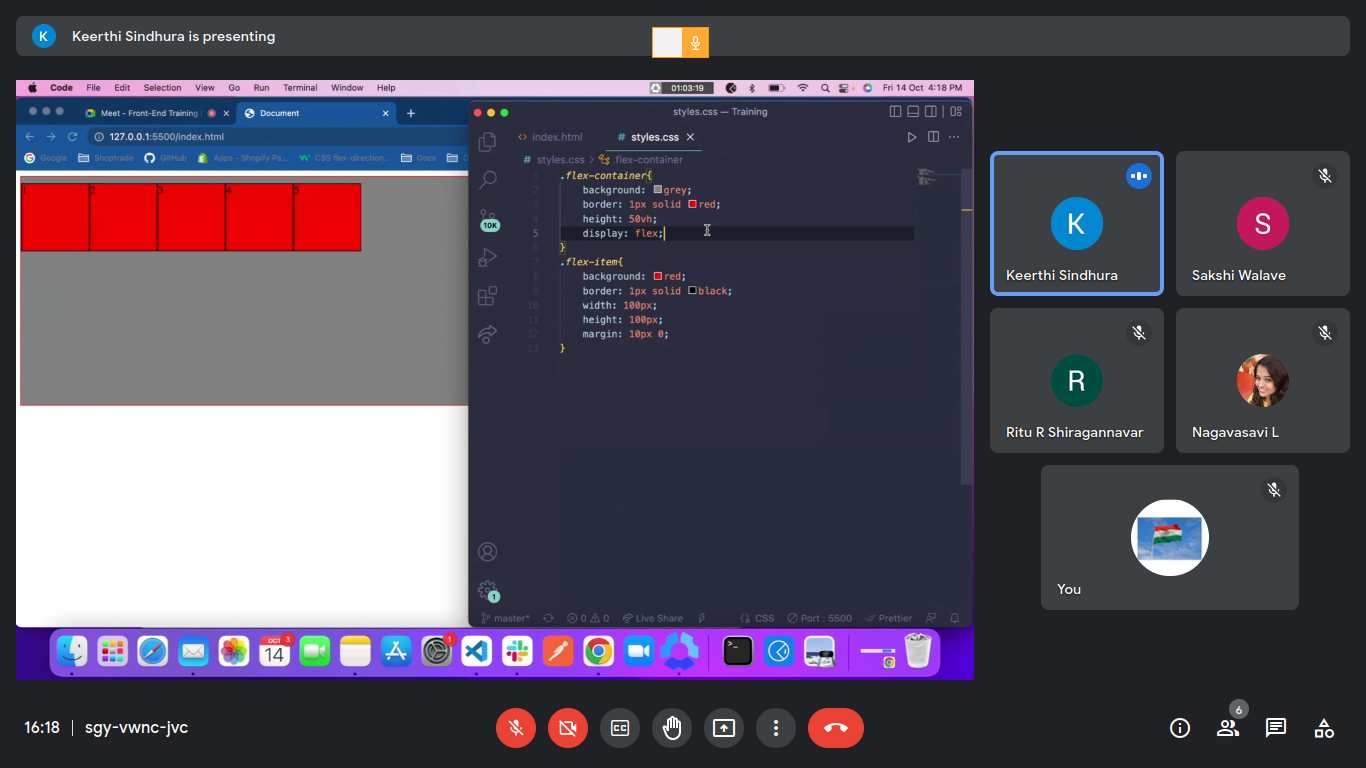 K Keerthi Sindhura is presenting
Code File Edit Selection View Go Run Terminal Window Help 01:03:19 Fri 14 Oct 4:18 PM
Meet - Front-End Training
Document
styles.css — Training
127.0.0.1:5500/index.html
index.html
# styles.css
Google Shoptrade GitHub Apps - Shopify Pa... CSS flex-direction... Docs
# styles.css > .flex-container
1 2 3 4 5
1 .flex-container{
2 background: grey;
3 border: 1px solid red;
4 height: 50vh;
5 display: flex;
6 }
7 .flex-item{
8 background: red;
9 border: 1px solid black;
10 width: 100px;
11 height: 100px;
12 margin: 10px 0;
13 }
10K
1
master* 0 0 Live Share CSS Port : 5500 Prettier
OCT 3
14
1
K
Keerthi Sindhura
S
Sakshi Walave
R
Ritu R Shiragannavar
Nagavasavi L
You
16:18 | sgy-vwnc-jvc
CC
6